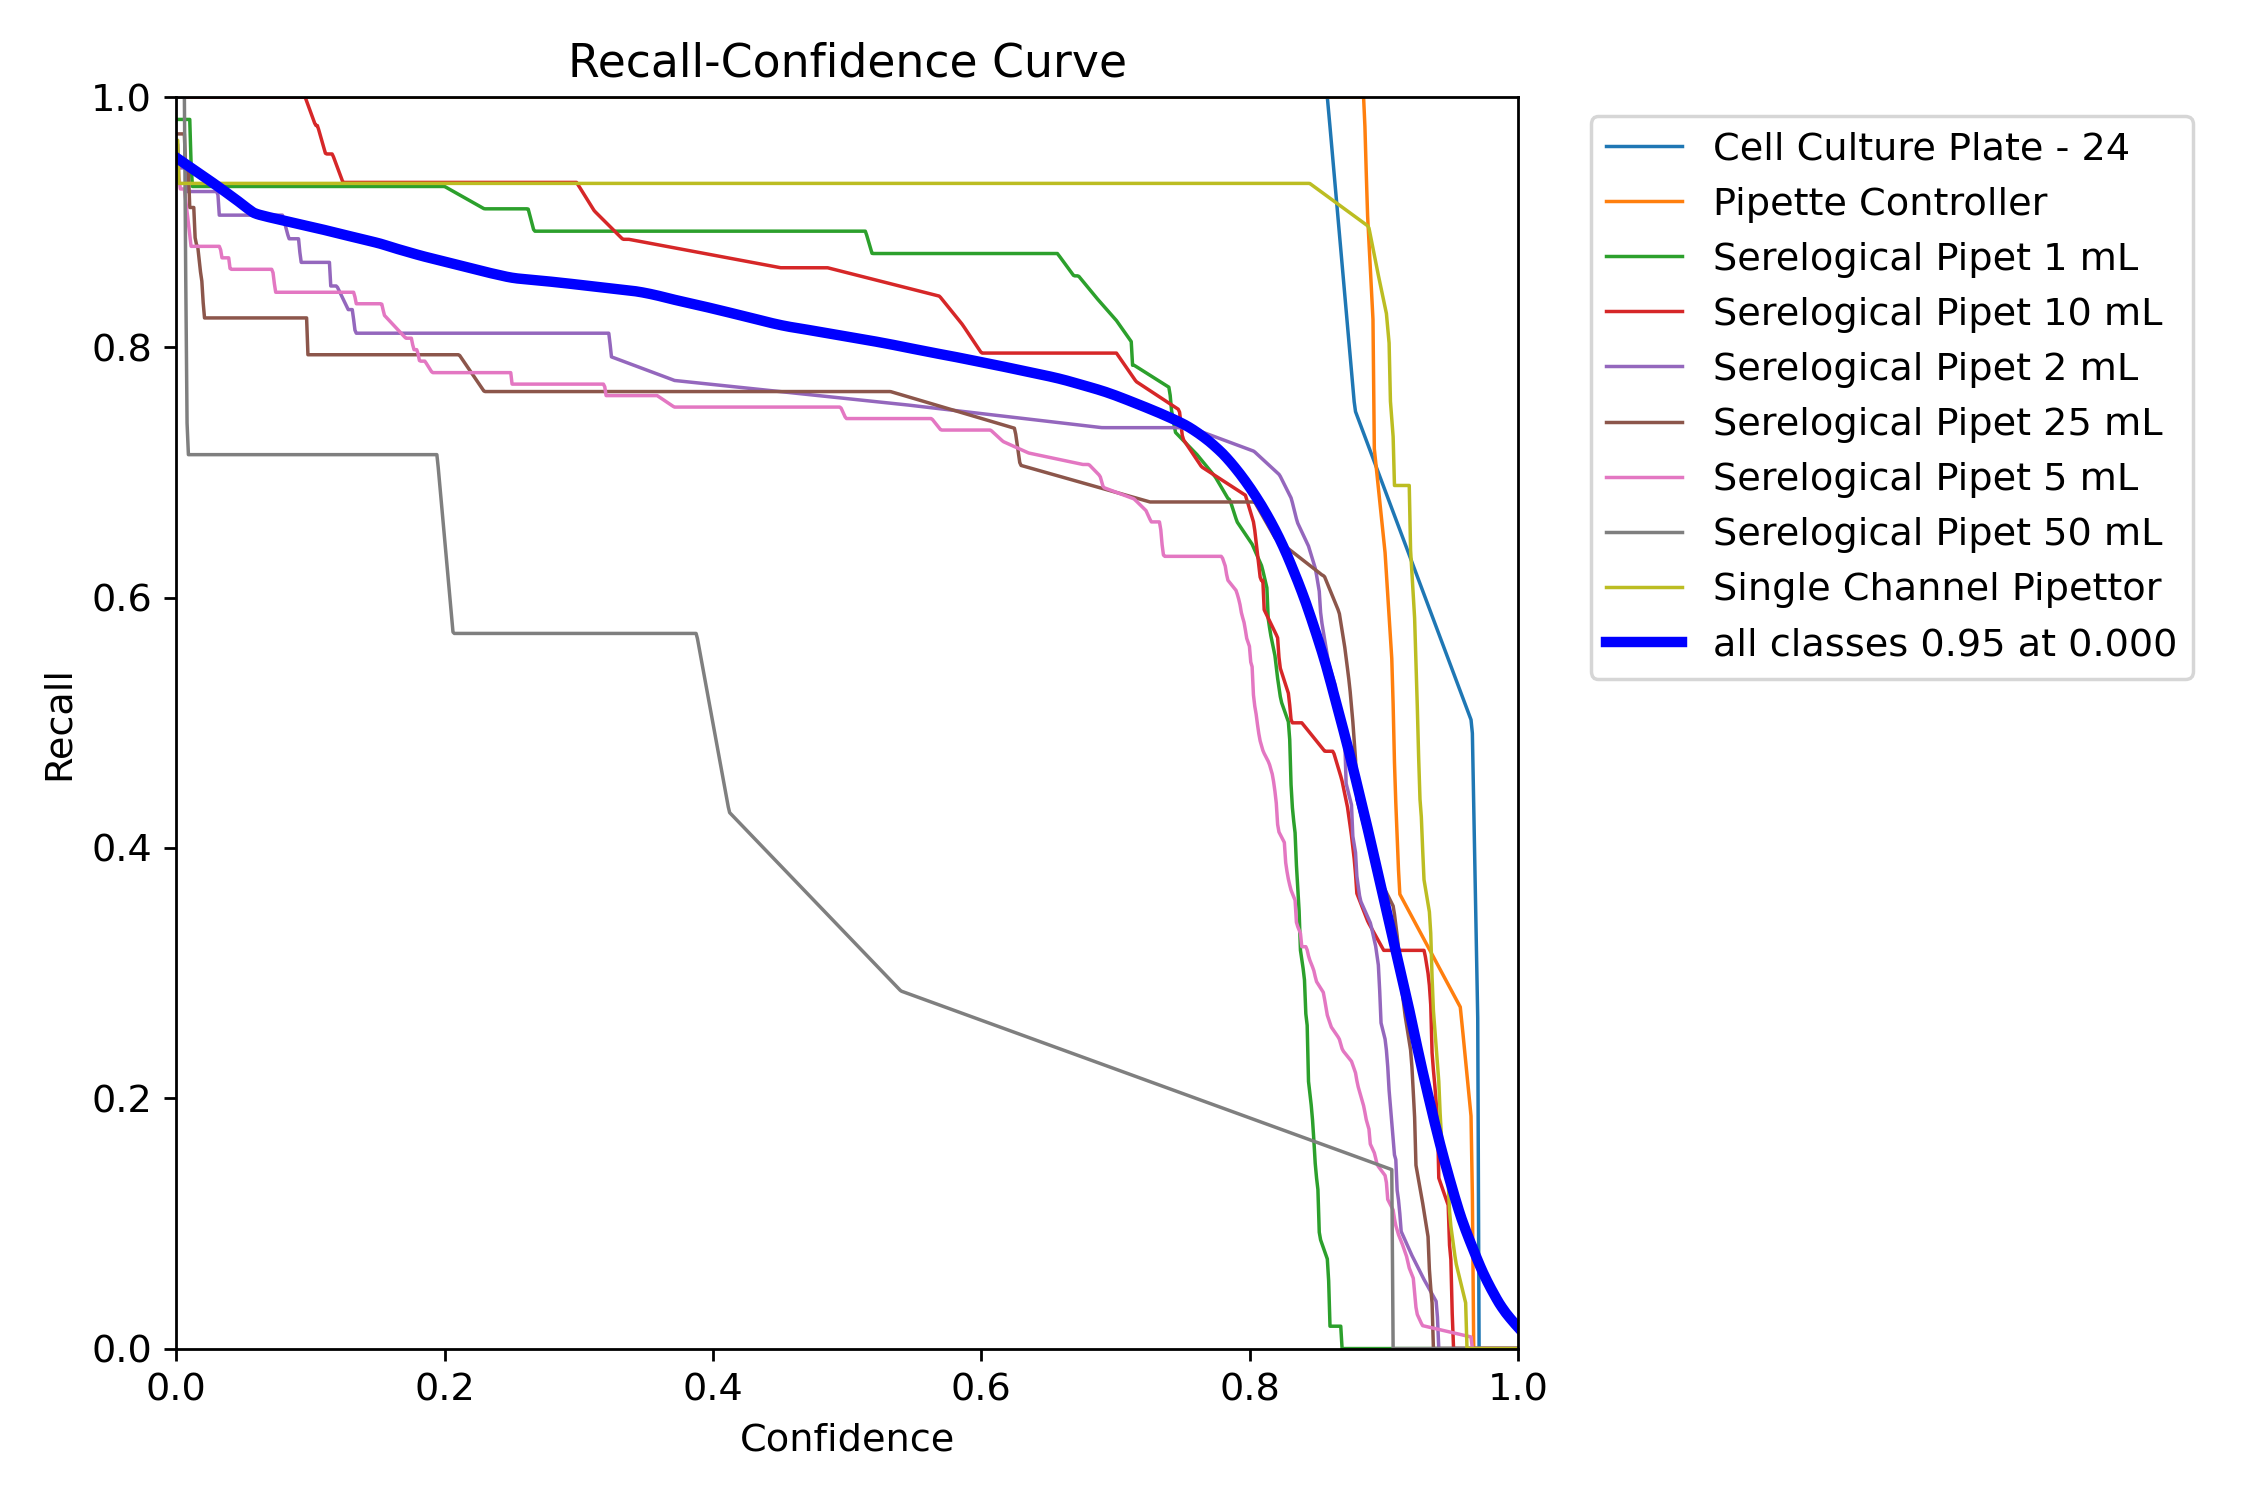 Recall-Confidence Curve
1.0
0.8
0.6
0.4
0.2
0.0
Recall
0.0 0.2 0.4 0.6 0.8 1.0
Confidence
Cell Culture Plate - 24
Pipette Controller
Serelogical Pipet 1 mL
Serelogical Pipet 10 mL
Serelogical Pipet 2 mL
Serelogical Pipet 25 mL
Serelogical Pipet 5 mL
Serelogical Pipet 50 mL
Single Channel Pipettor
all classes 0.95 at 0.000